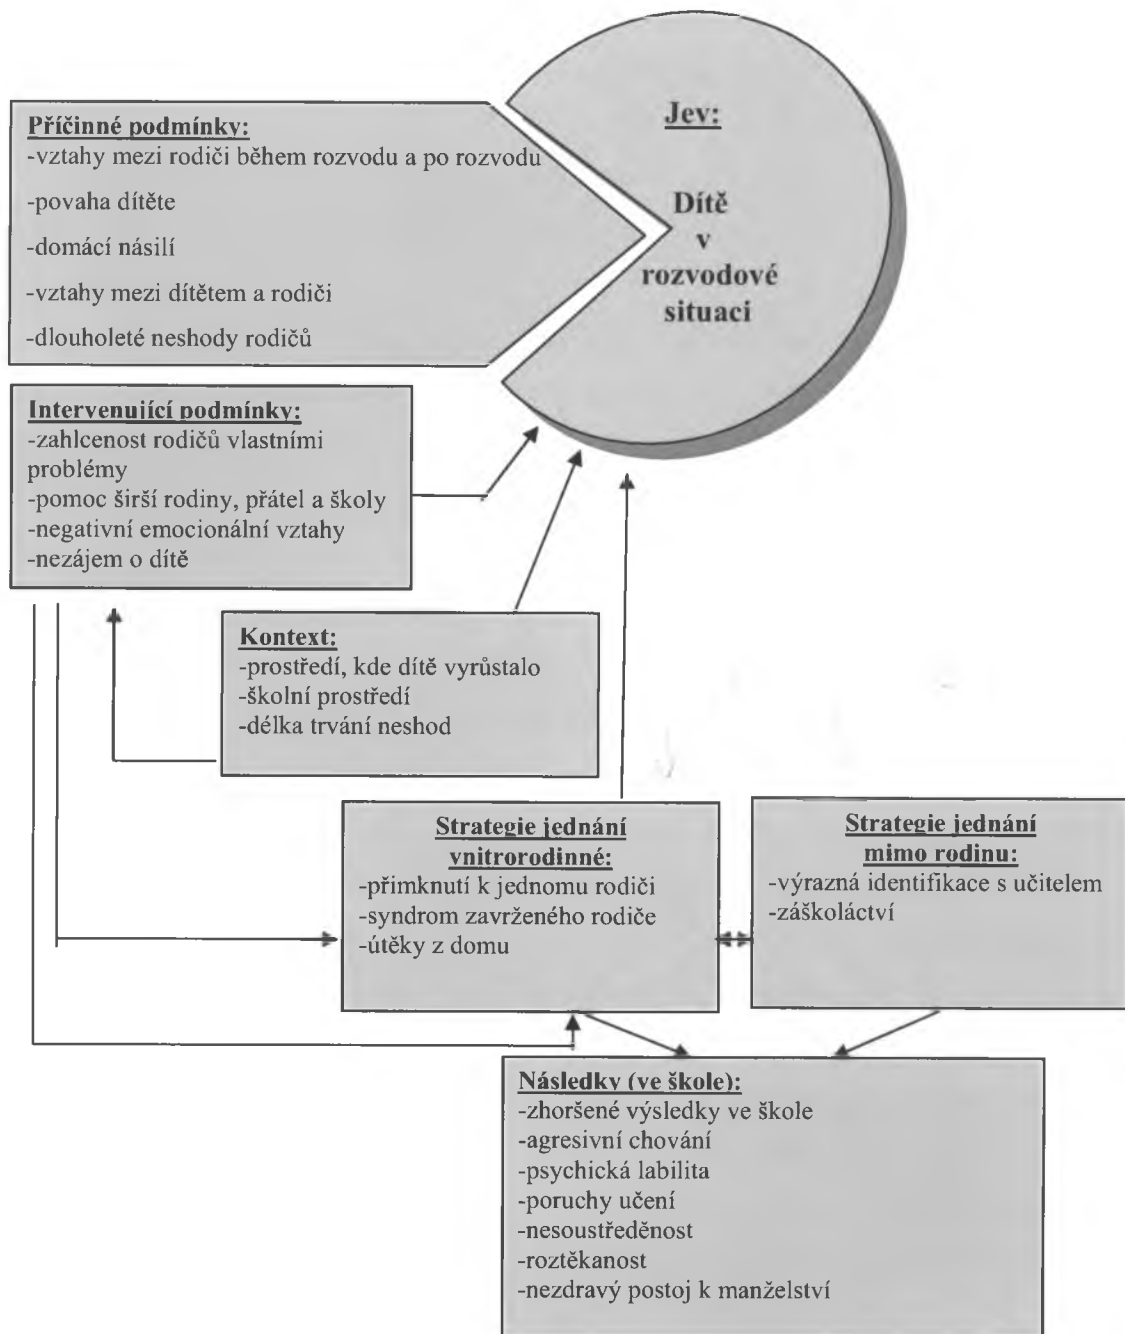 Jev:
Dítě
v
rozvodové
situaci
Příčinné podmínky:
-vztahy mezi rodiči během rozvodu a po rozvodu
-povaha dítěte
-domácí násilí
-vztahy mezi dítětem a rodiči
-dlouholeté neshody rodičů
Intervenující podmínky:
-zahlcenost rodičů vlastními
problémy
-pomoc širší rodiny, přátel a školy
-negativní emocionální vztahy
-nezájem o dítě
Kontext:
-prostředí, kde dítě vyrůstalo
-školní prostředí
-délka trvání neshod
Strategie jednání
vnitrorodinné:
-přimknutí k jednomu rodiči
-syndrom zavrženého rodiče
-útěky z domu
Strategie jednání
mimo rodinu:
-výrazná identifikace s učitelem
-záškoláctví
Následky (ve škole):
-zhoršené výsledky ve škole
-agresivní chování
-psychická labilita
-poruchy učení
-nesoustředěnost
-roztěkanost
-nezdravý postoj k manželství